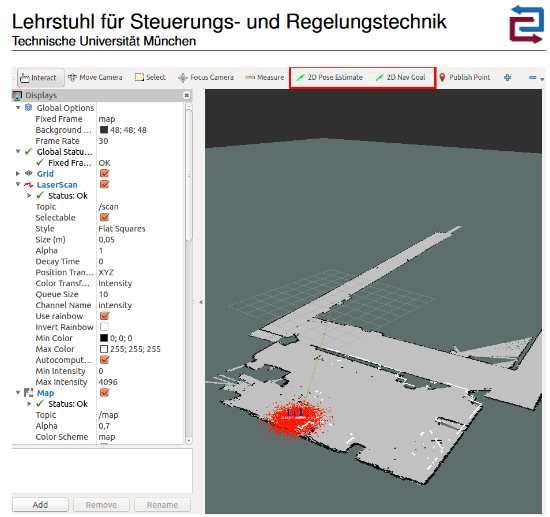 Lehrstuhl für Steuerungs- und Regelungstechnik
Technische Universität München
Interact Move Camera Select Focus Camera Measure 2D Pose Estimate 2D Nav Goal Publish Point
Displays
Global Options
Fixed Frame map
Background ... 48; 48; 48
Frame Rate 30
Global Statu...
Fixed Fra... OK
Grid
LaserScan
Status: Ok
Topic /scan
Selectable
Style Flat Squares
Size (m) 0,05
Alpha 1
Decay Time 0
Position Tran... XYZ
Color Transf... Intensity
Queue Size 10
Channel Name intensity
Use rainbow
Invert Rainbow
Min Color 0; 0; 0
Max Color 255; 255; 255
Autocomput...
Min Intensity 0
Max Intensity 4096
Map
Status: Ok
Topic /map
Alpha 0,7
Color Scheme map
Add Remove Rename